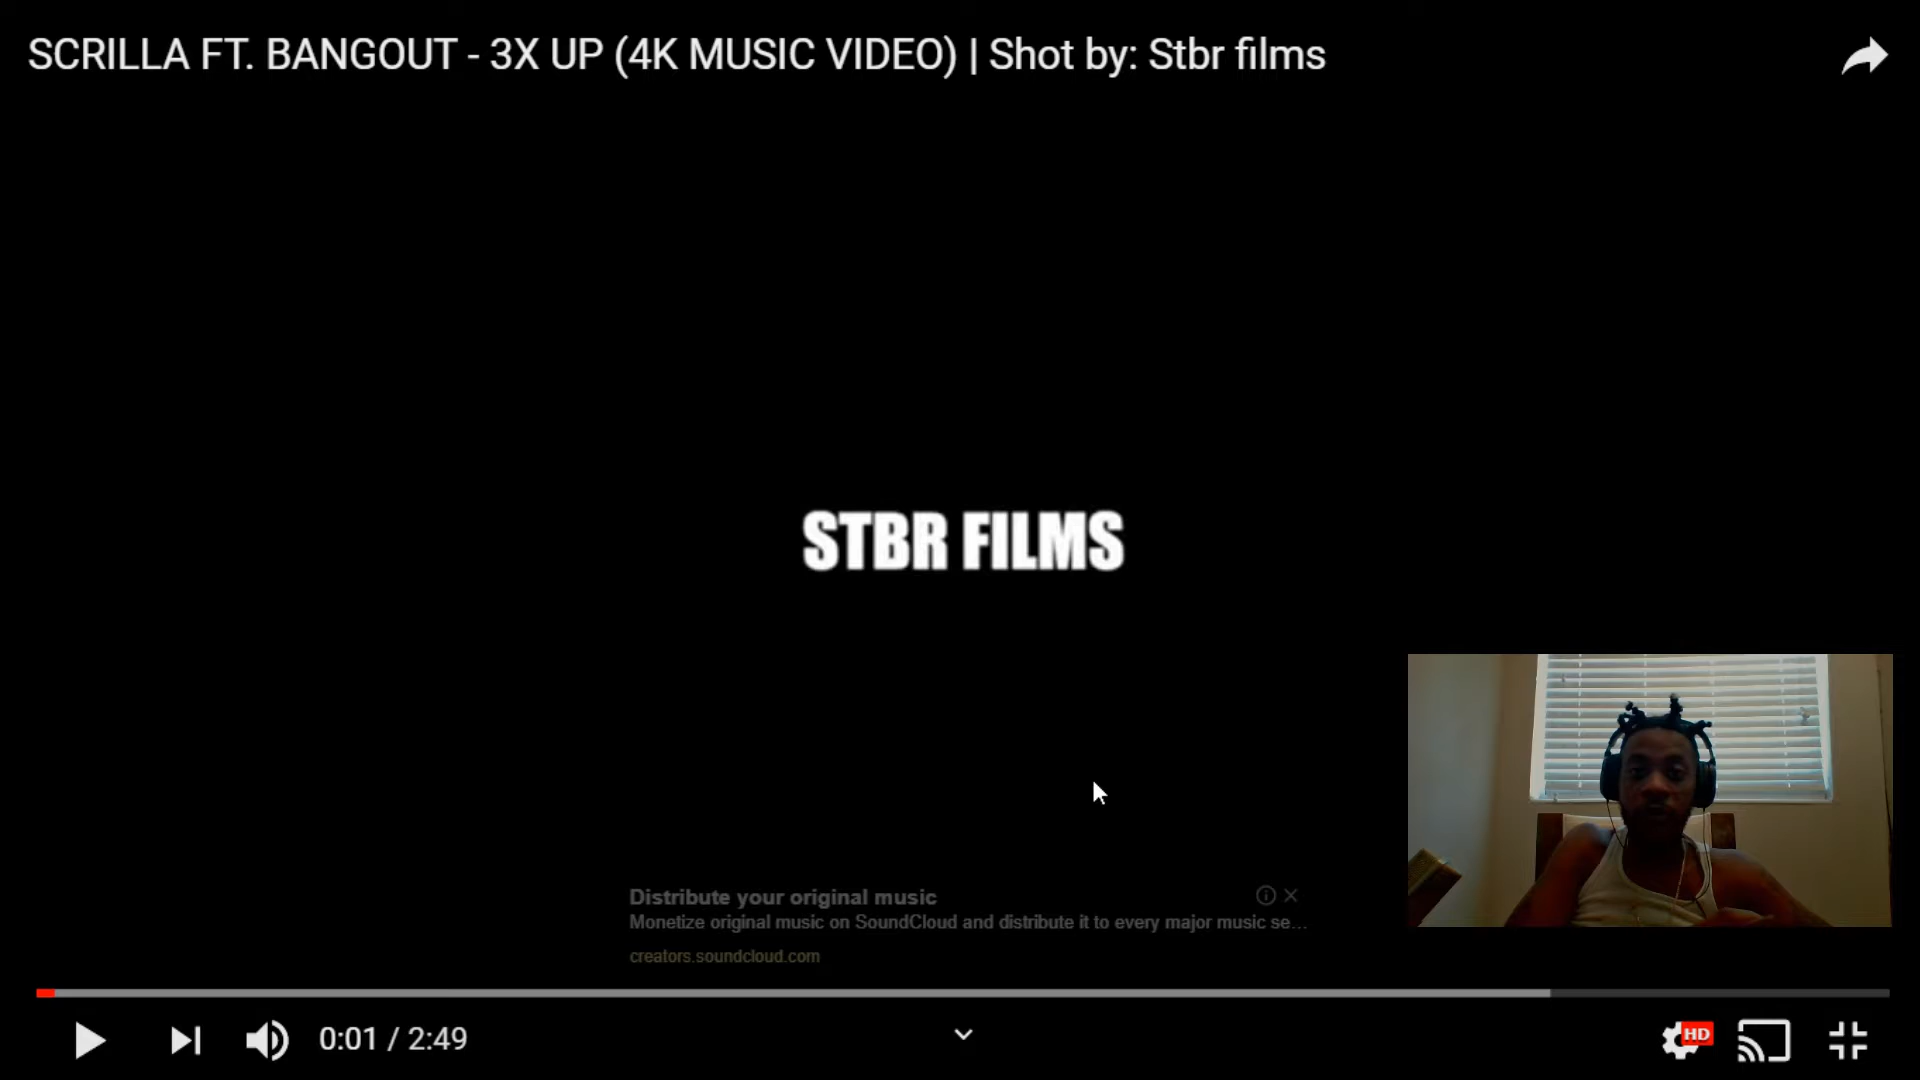 SCRILLA FT. BANGOUT - 3X UP (4K MUSIC VIDEO) | Shot by: Stbr films
STBR FILMS
Distribute your original music
Monetize original music on SoundCloud and distribute it to every major music se...
creators.soundcloud.com
0:01 / 2:49
HD